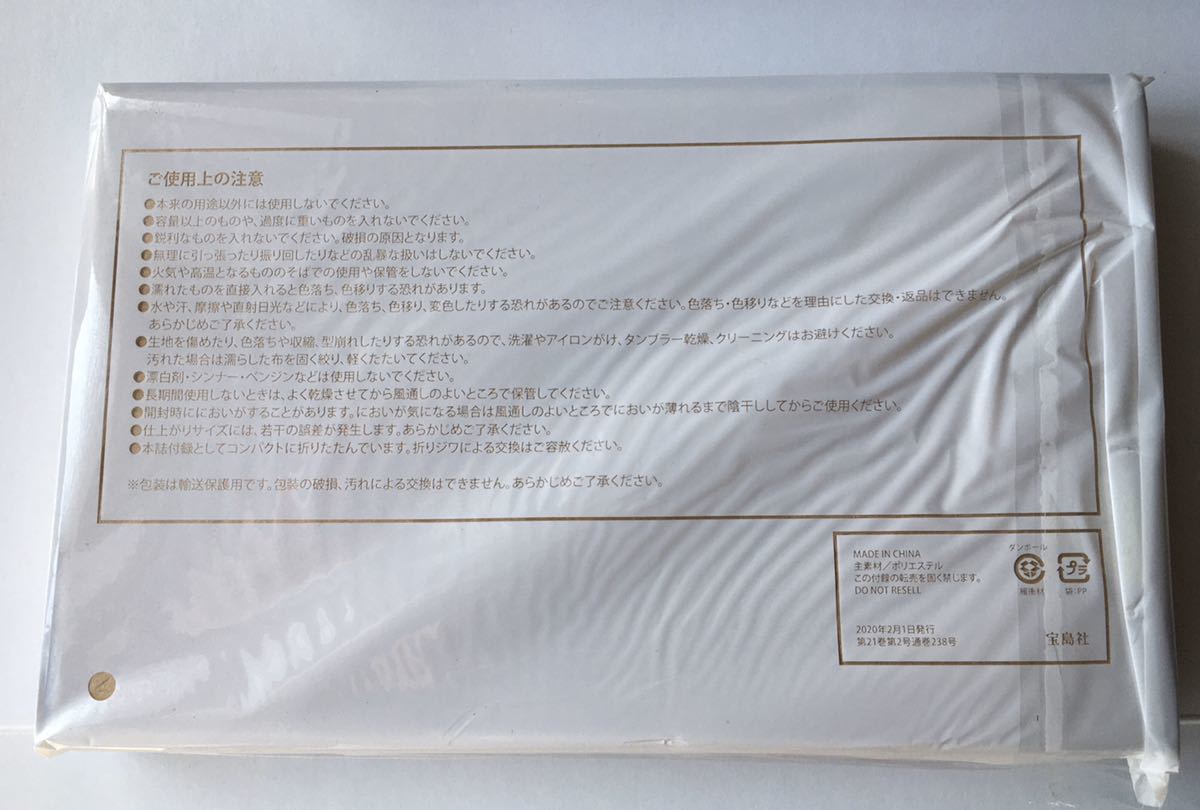 ご使用上の注意
●本来の用途以外には使用しないでください。
●容量以上のものや、過度に重いものを入れないでください。
●鋭利なものを入れないでください。破損の原因となります。
●無理に引っ張ったり振り回したりなどの乱暴な扱いはしないでください。
●火気や高温となるもののそばでの使用や保管をしないでください。
●濡れたものを直接入れると色落ち、色移りする恐れがあります。
●水や汗、摩擦や直射日光などにより、色落ち、色移り、変色したりする恐れがあるのでご注意ください。色落ち・色移りなどを理由にした交換・返品はできません。
あらかじめご了承ください。
●生地を傷めたり、色落ちや収縮、型崩れしたりする恐れがあるので、洗濯やアイロンがけ、タンブラー乾燥、クリーニングはお避けください。
汚れた場合は濡らした布を固く絞り、軽くたたいてください。
●漂白剤・シンナー・ベンジンなどは使用しないでください。
●長期間使用しないときは、よく乾燥させてから風通しのよいところで保管してください。
●開封時ににおいがすることがあります。においが気になる場合は風通しのよいところでにおいが薄れるまで陰干ししてからご使用ください。
●仕上がりサイズには、若干の誤差が発生します。あらかじめご了承ください。
●本誌付録としてコンパクトに折りたたんでいます。折りジワによる交換はご容赦ください。
※包装は輸送保護用です。包装の破損、汚れによる交換はできません。あらかじめご了承ください。
MADE IN CHINA
主素材/ポリエステル
この付録の転売を固く禁じます。
DO NOT RESELL
ダンボール
緩衝材
プラ
袋:PP
2020年2月1日発行
第21巻第2号通巻238号
宝島社